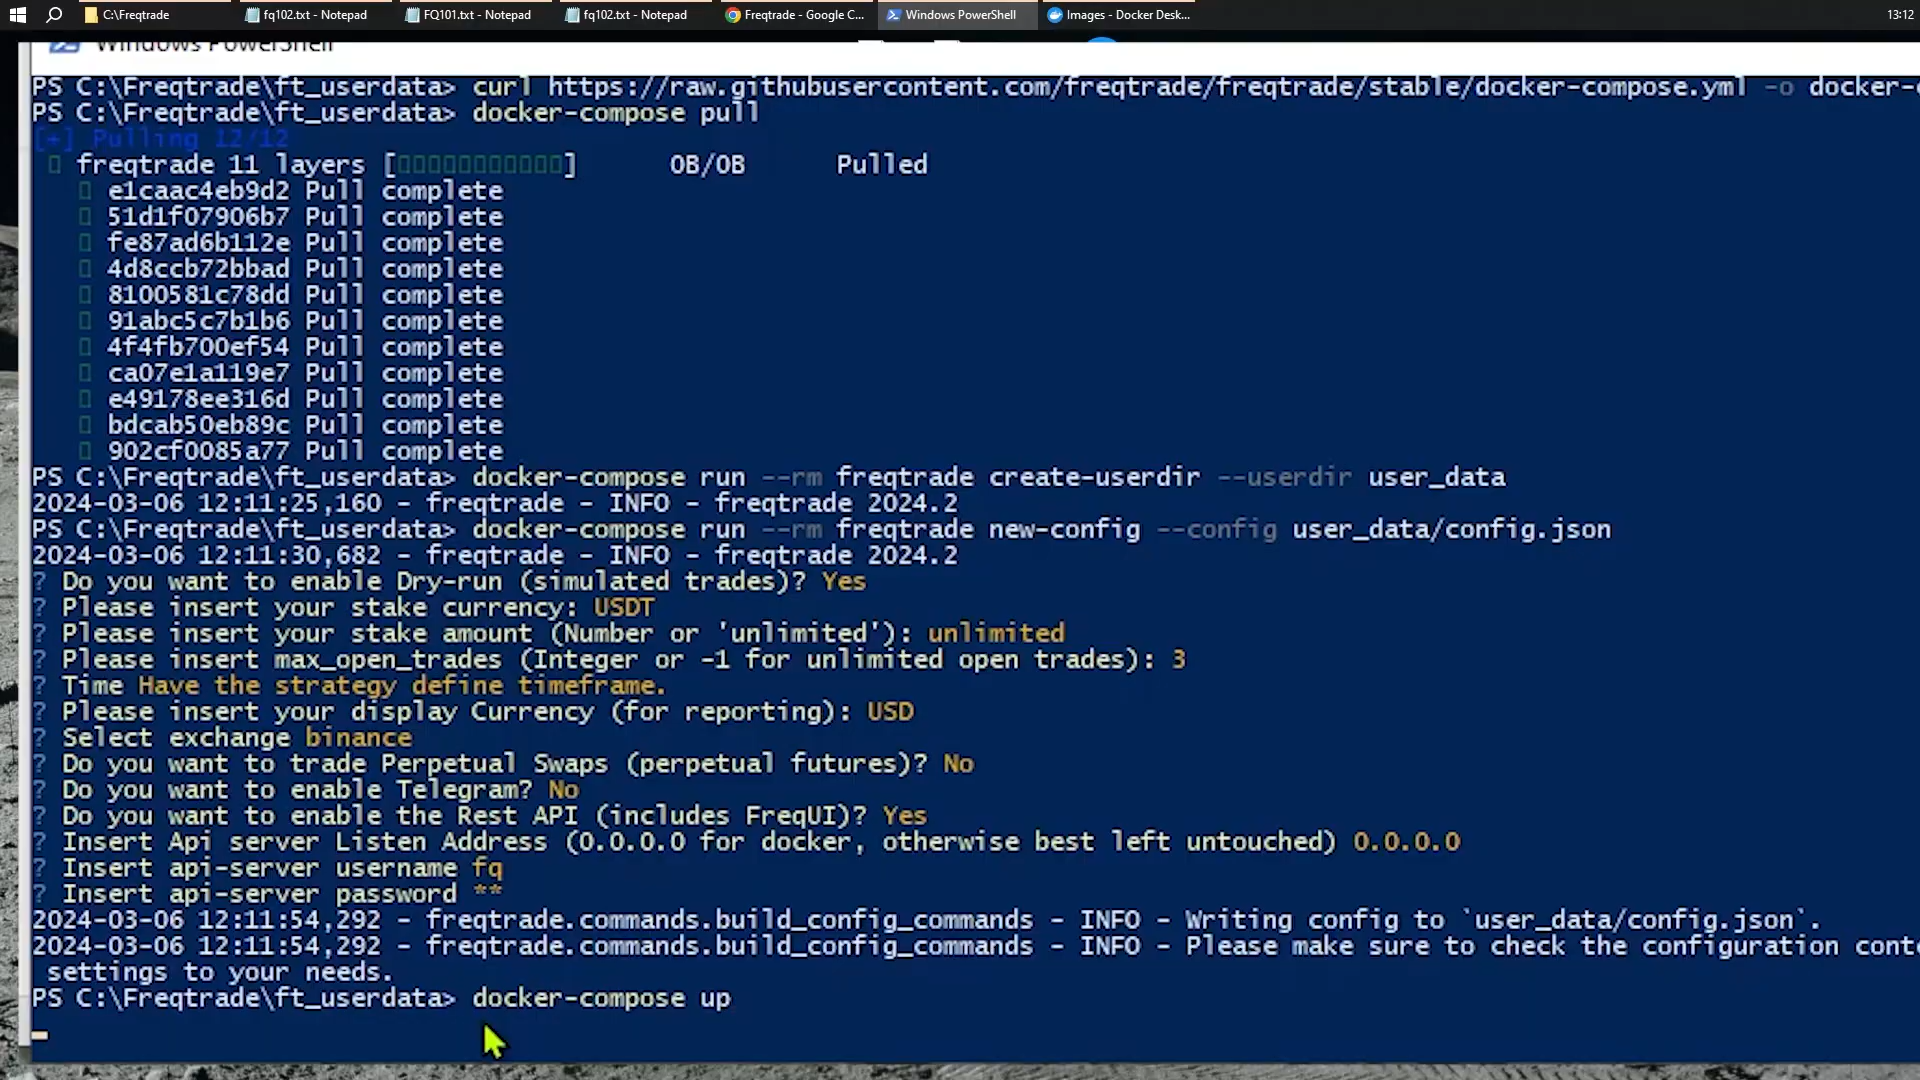 C:\Freqtrade
fq102.txt - Notepad
FQ101.txt - Notepad
fq102.txt - Notepad
Freqtrade - Google C...
Windows PowerShell
Images - Docker Desk...
13:12
Windows PowerShell
PS C:\Freqtrade\ft_userdata> curl https://raw.githubusercontent.com/freqtrade/freqtrade/stable/docker-compose.yml -o docker-
PS C:\Freqtrade\ft_userdata> docker-compose pull
[+] Pulling 12/12
freqtrade 11 layers [] 0B/0B Pulled
e1caac4eb9d2 Pull complete
51d1f07906b7 Pull complete
fe87ad6b112e Pull complete
4d8ccb72bbad Pull complete
8100581c78dd Pull complete
91abc5c7b1b6 Pull complete
4f4fb700ef54 Pull complete
ca07e1a119e7 Pull complete
e49178ee316d Pull complete
bdcab50eb89c Pull complete
902cf0085a77 Pull complete
PS C:\Freqtrade\ft_userdata> docker-compose run --rm freqtrade create-userdir --userdir user_data
2024-03-06 12:11:25,160 - freqtrade - INFO - freqtrade 2024.2
PS C:\Freqtrade\ft_userdata> docker-compose run --rm freqtrade new-config --config user_data/config.json
2024-03-06 12:11:30,682 - freqtrade - INFO - freqtrade 2024.2
? Do you want to enable Dry-run (simulated trades)? Yes
? Please insert your stake currency: USDT
? Please insert your stake amount (Number or 'unlimited'): unlimited
? Please insert max_open_trades (Integer or -1 for unlimited open trades): 3
? Time Have the strategy define timeframe.
? Please insert your display Currency (for reporting): USD
? Select exchange binance
? Do you want to trade Perpetual Swaps (perpetual futures)? No
? Do you want to enable Telegram? No
? Do you want to enable the Rest API (includes FreqUI)? Yes
? Insert Api server Listen Address (0.0.0.0 for docker, otherwise best left untouched) 0.0.0.0
? Insert api-server username fq
? Insert api-server password **
2024-03-06 12:11:54,292 - freqtrade.commands.build_config_commands - INFO - Writing config to `user_data/config.json`.
2024-03-06 12:11:54,292 - freqtrade.commands.build_config_commands - INFO - Please make sure to check the configuration conte
settings to your needs.
PS C:\Freqtrade\ft_userdata> docker-compose up